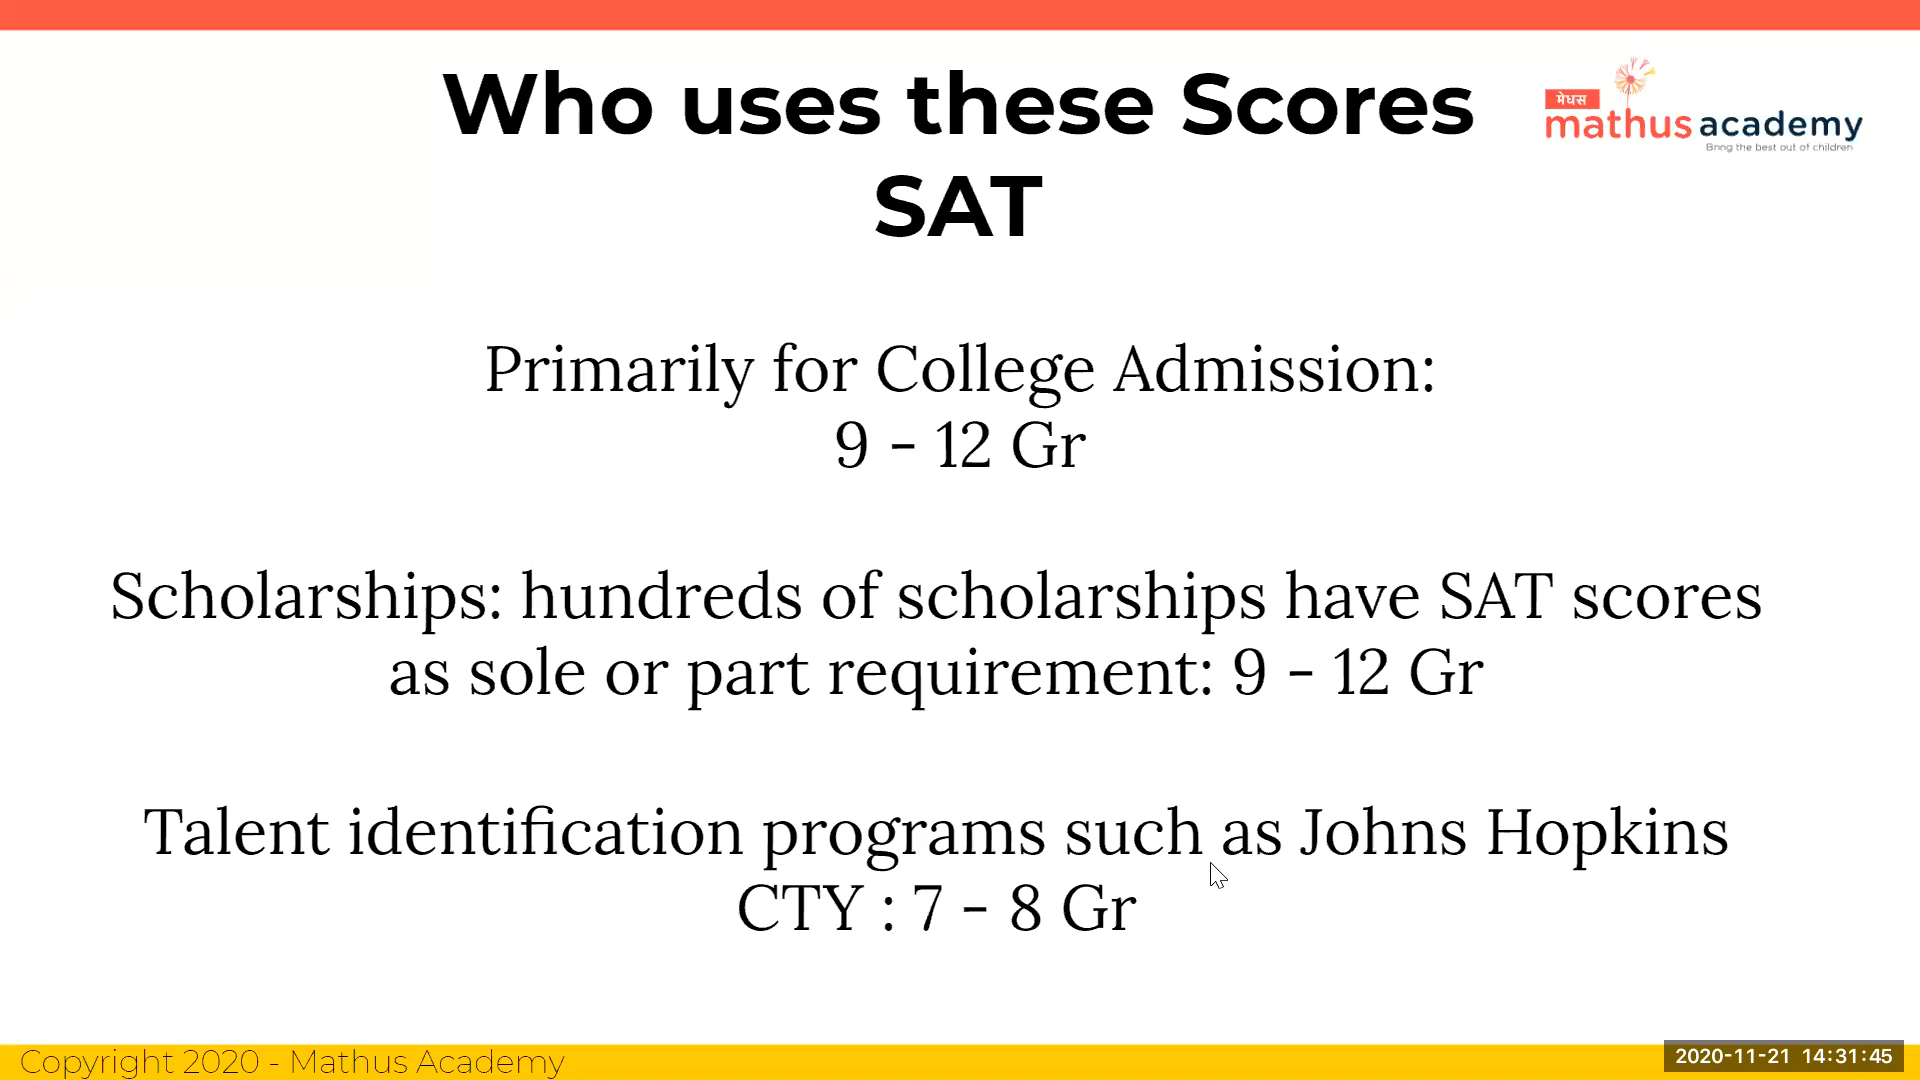 Who uses these Scores
SAT
मेधस
mathus academy
Bring the best out of children
Primarily for College Admission:
9 - 12 Gr
Scholarships: hundreds of scholarships have SAT scores
as sole or part requirement: 9 - 12 Gr
Talent identification programs such as Johns Hopkins
CTY : 7 - 8 Gr
Copyright 2020 - Mathus Academy
2020-11-21 14:31:45